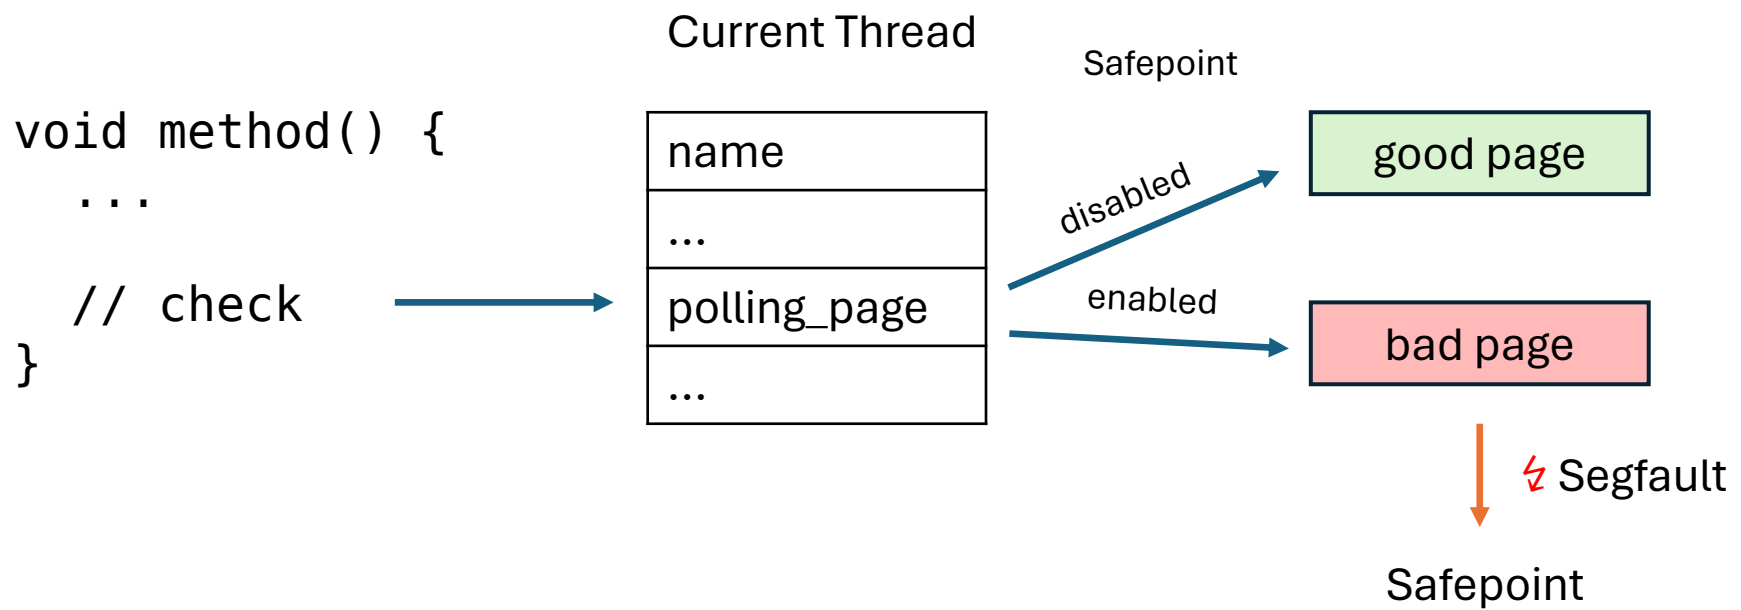 Current Thread
Safepoint
void method() {
...
// check
}
name
...
polling_page
...
disabled
enabled
good page
bad page
Segfault
Safepoint